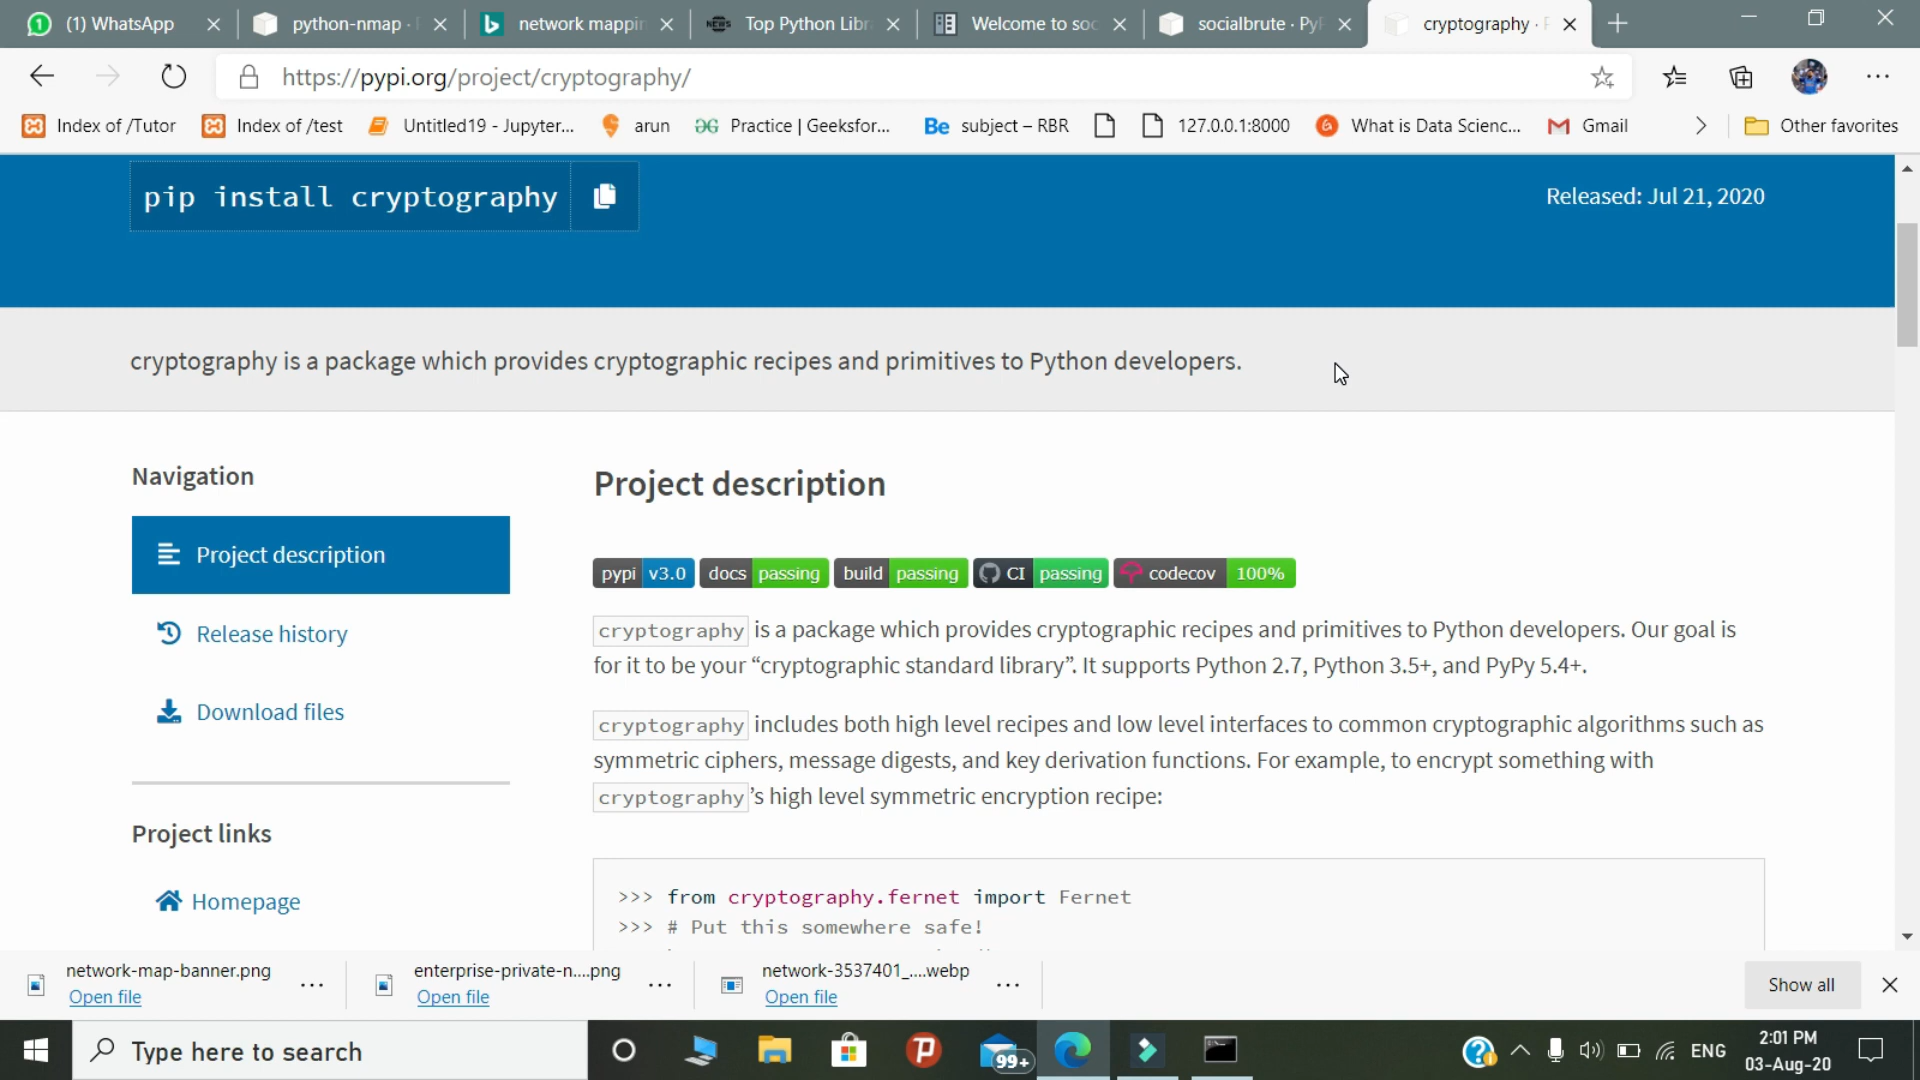 (1) WhatsApp
python-nmap ·
network mappin
NEWS Top Python Libr
Welcome to soc
socialbrute · PyP
cryptography ·
https://pypi.org/project/cryptography/
Index of /Tutor
Index of /test
Untitled19 - Jupyter...
arun
Practice | Geeksfor...
Be subject – RBR
127.0.0.1:8000
What is Data Scienc...
Gmail
Other favorites
pip install cryptography
Released: Jul 21, 2020
cryptography is a package which provides cryptographic recipes and primitives to Python developers.
Navigation
Project description
Release history
Download files
Project links
Homepage
Project description
pypi v3.0 docs passing build passing CI passing codecov 100%
cryptography is a package which provides cryptographic recipes and primitives to Python developers. Our goal is
for it to be your “cryptographic standard library”. It supports Python 2.7, Python 3.5+, and PyPy 5.4+.
cryptography includes both high level recipes and low level interfaces to common cryptographic algorithms such as
symmetric ciphers, message digests, and key derivation functions. For example, to encrypt something with
cryptography’s high level symmetric encryption recipe:
>>> from cryptography.fernet import Fernet
>>> # Put this somewhere safe!
network-map-banner.png
Open file
enterprise-private-n....png
Open file
network-3537401_....webp
Open file
Show all
Type here to search
99+
ENG
2:01 PM
03-Aug-20